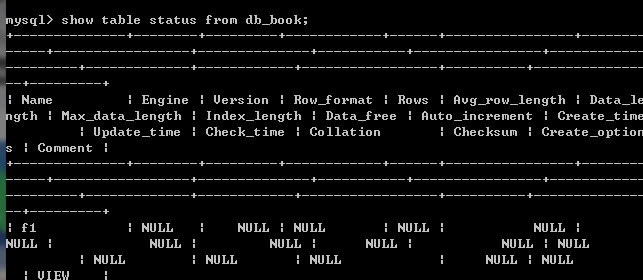 mysql> show table status from db_book;
+---------------+--------+---------+------------+------+----------------+-------
------+-----------------+--------------+-----------+----------------+-----------
----------+-------------+------------+----------------+----------+--------------
--+---------+
| Name          | Engine | Version | Row_format | Rows | Avg_row_length | Data_le
ngth | Max_data_length | Index_length | Data_free | Auto_increment | Create_time
          | Update_time | Check_time | Collation      | Checksum | Create_option
s | Comment |
+---------------+--------+---------+------------+------+----------------+-------
------+-----------------+--------------+-----------+----------------+-----------
----------+-------------+------------+----------------+----------+--------------
--+---------+
| f1            | NULL   |    NULL | NULL       | NULL |           NULL |
NULL |            NULL |         NULL |      NULL |           NULL | NULL
          | NULL        | NULL       | NULL           |     NULL | NULL
  | VIEW    |